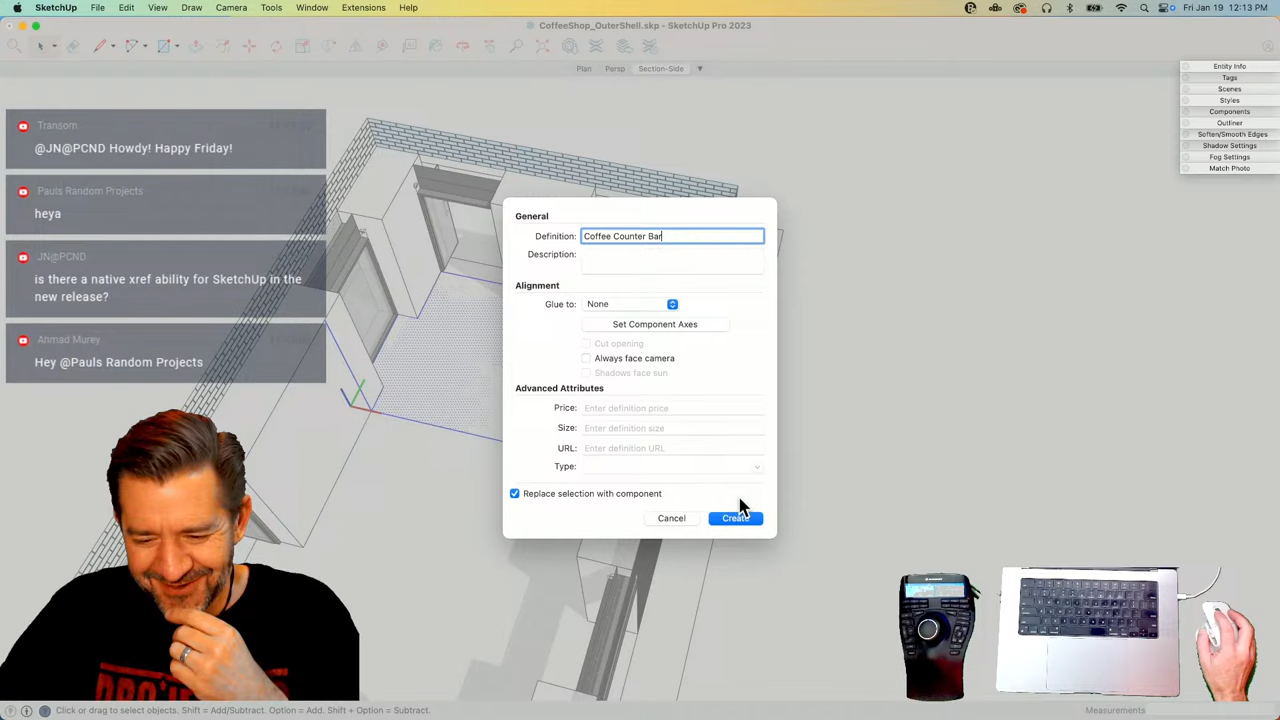 SketchUp File Edit View Draw Camera Tools Window Extensions Help
Fri Jan 19 12:13 PM
CoffeeShop_OuterShell.skp - SketchUp Pro 2023
Plan Persp Section-Side
Entity Info
Tags
Scenes
Styles
Components
Outliner
Soften/Smooth Edges
Shadow Settings
Fog Settings
Match Photo
Transom
@JN@PCND Howdy! Happy Friday!
Pauls Random Projects
heya
JN@PCND
is there a native xref ability for SketchUp in the
new release?
Ahmad Murey
Hey @Pauls Random Projects
General
Definition: Coffee Counter Bar
Description:
Alignment
Glue to: None
Set Component Axes
Cut opening
Always face camera
Shadows face sun
Advanced Attributes
Price: Enter definition price
Size: Enter definition size
URL: Enter definition URL
Type:
Replace selection with component
Cancel Create
Click or drag to select objects. Shift = Add/Subtract. Option = Add. Shift + Option = Subtract.
Measurements